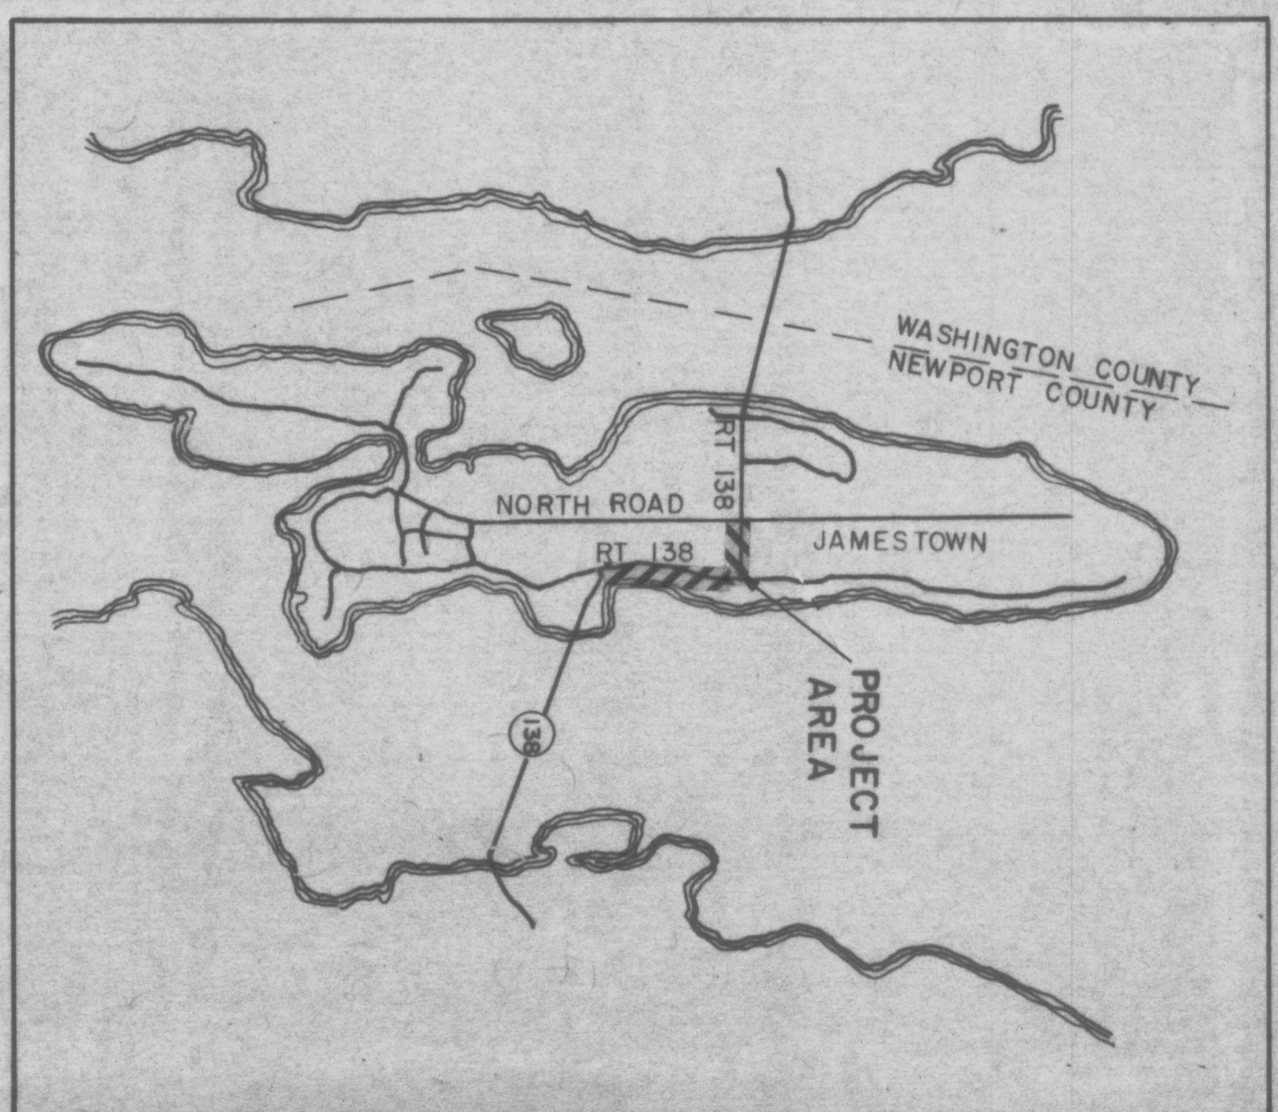 WASHINGTON COUNTY
NEWPORT COUNTY
RT 138
NORTH ROAD
RT 138
JAMESTOWN
PROJECT
AREA
138